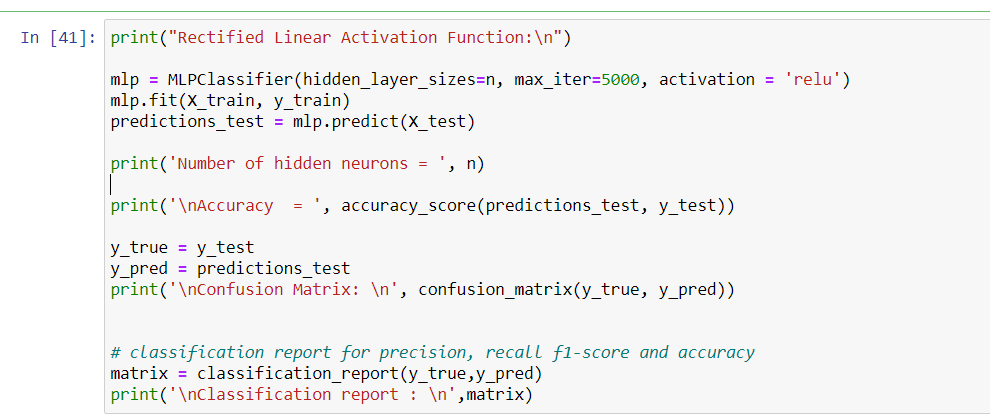 In [41]: print("Rectified Linear Activation Function:\n")
mlp = MLPClassifier(hidden_layer_sizes=n, max_iter=5000, activation = 'relu')
mlp.fit(X_train, y_train)
predictions_test = mlp.predict(X_test)
print('Number of hidden neurons = ', n)
print('\nAccuracy  = ', accuracy_score(predictions_test, y_test))
y_true = y_test
y_pred = predictions_test
print('\nConfusion Matrix: \n', confusion_matrix(y_true, y_pred))
# classification report for precision, recall f1-score and accuracy
matrix = classification_report(y_true,y_pred)
print('\nClassification report : \n',matrix)